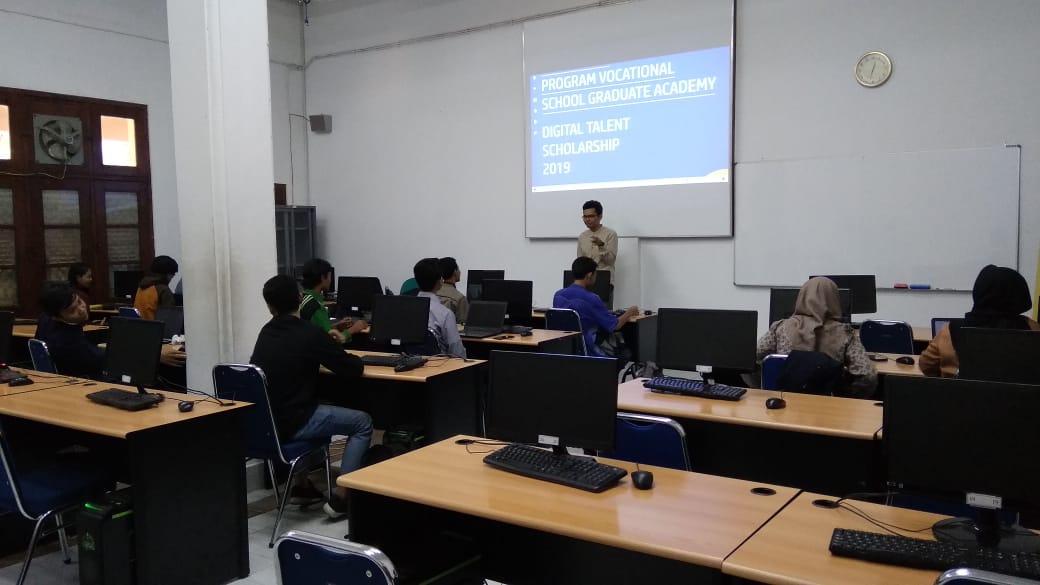 PROGRAM VOCATIONAL
SCHOOL GRADUATE ACADEMY
DIGITAL TALENT
SCHOLARSHIP
2019